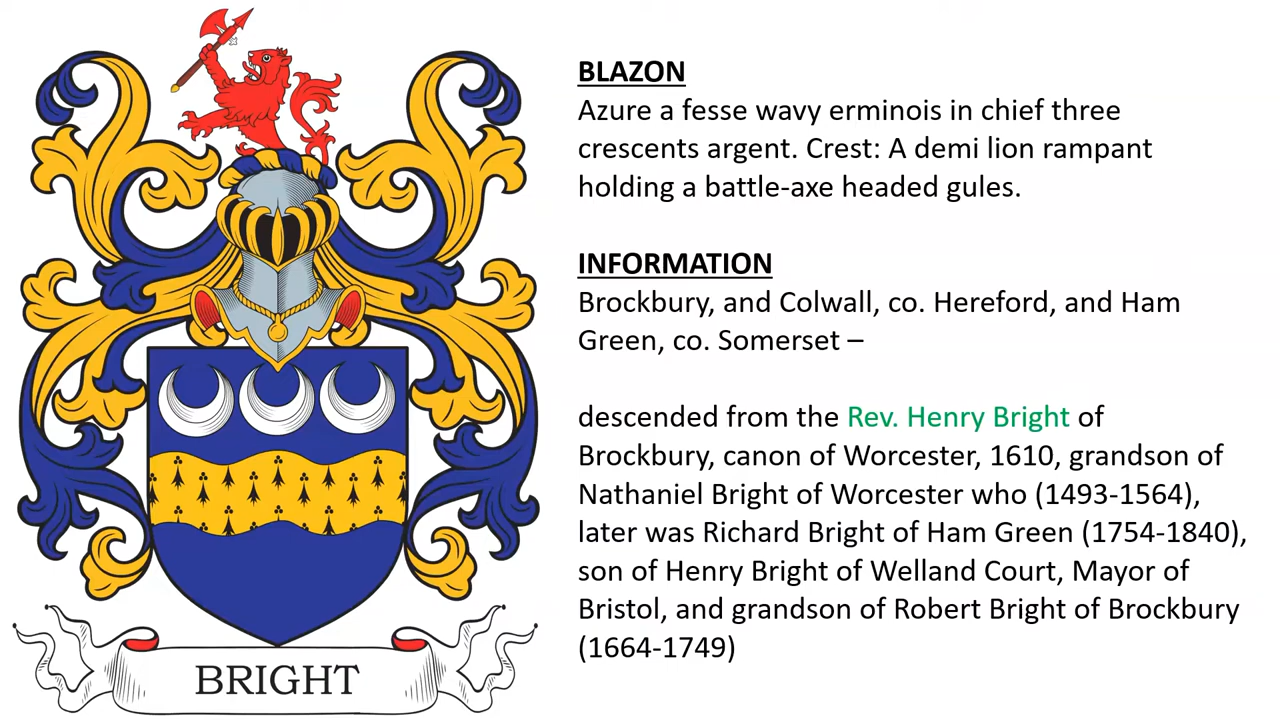 BLAZON
Azure a fesse wavy erminois in chief three
crescents argent. Crest: A demi lion rampant
holding a battle-axe headed gules.
INFORMATION
Brockbury, and Colwall, co. Hereford, and Ham
Green, co. Somerset –
descended from the Rev. Henry Bright of
Brockbury, canon of Worcester, 1610, grandson of
Nathaniel Bright of Worcester who (1493-1564),
later was Richard Bright of Ham Green (1754-1840),
son of Henry Bright of Welland Court, Mayor of
Bristol, and grandson of Robert Bright of Brockbury
(1664-1749)
BRIGHT